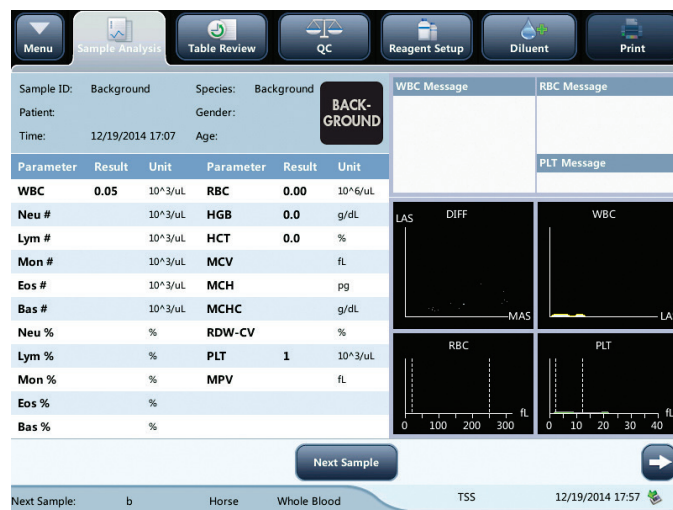 Menu
Sample Analysis
Table Review
QC
Reagent Setup
Diluent
Print
Sample ID: Background Species: Background
Patient: Gender:
Time: 12/19/2014 17:07 Age:
BACK-
GROUND
WBC Message
RBC Message
PLT Message
Parameter Result Unit Parameter Result Unit
WBC 0.05 10^3/uL RBC 0.00 10^6/uL
Neu # 10^3/uL HGB 0.0 g/dL
Lym # 10^3/uL HCT 0.0 %
Mon # 10^3/uL MCV fL
Eos # 10^3/uL MCH pg
Bas # 10^3/uL MCHC g/dL
Neu % % RDW-CV %
Lym % % PLT 1 10^3/uL
Mon % % MPV fL
Eos % %
Bas % %
LAS DIFF
MAS
WBC
LA
RBC
fL
0 100 200 300
PLT
fL
0 10 20 30 40
Next Sample
Next Sample: b Horse Whole Blood TSS 12/19/2014 17:57